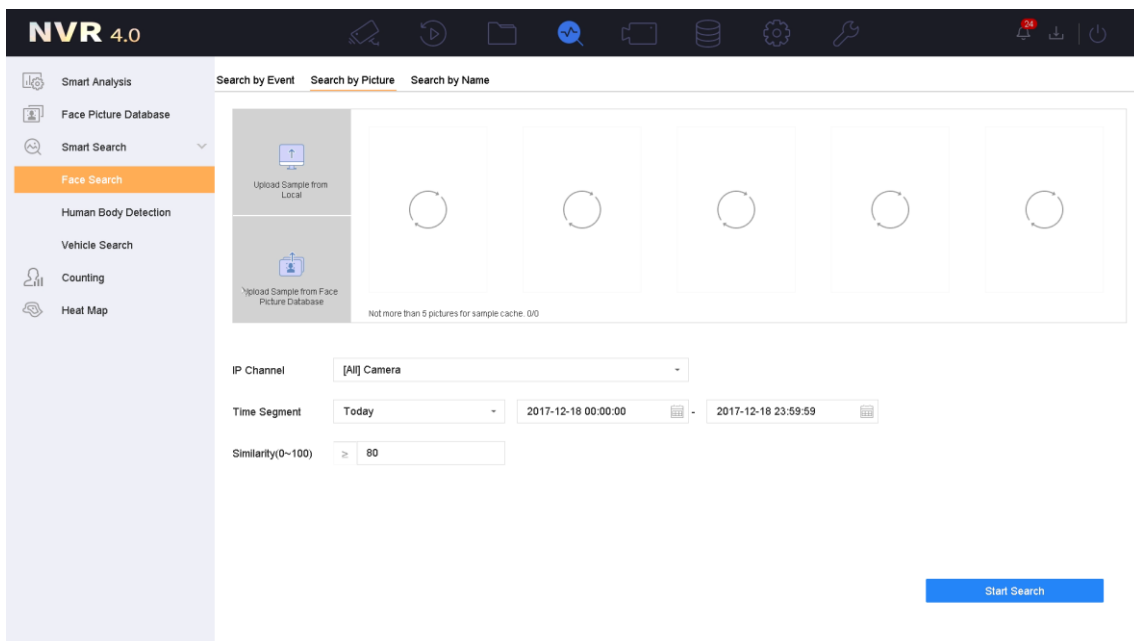 NVR 4.0
24
Smart Analysis
Face Picture Database
Smart Search
Face Search
Human Body Detection
Vehicle Search
Counting
Heat Map
Search by Event Search by Picture Search by Name
Upload Sample from
Local
Upload Sample from Face
Picture Database
Not more than 5 pictures for sample cache. 0/0
IP Channel [All] Camera
Time Segment Today 2017-12-18 00:00:00 - 2017-12-18 23:59:59
Similarity(0~100) ≥ 80
Start Search